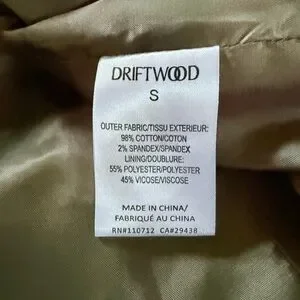 DRIFTWOOD
S
OUTER FABRIC/TISSU EXTERIEUR:
98% COTTON/COTON
2% SPANDEX/SPANDEX
LINING/DOUBLURE:
55% POLYESTER/POLYESTER
45% VICOSE/VISCOSE
MADE IN CHINA/
FABRIQUÉ AU CHINA
RN#110712 CA#29438